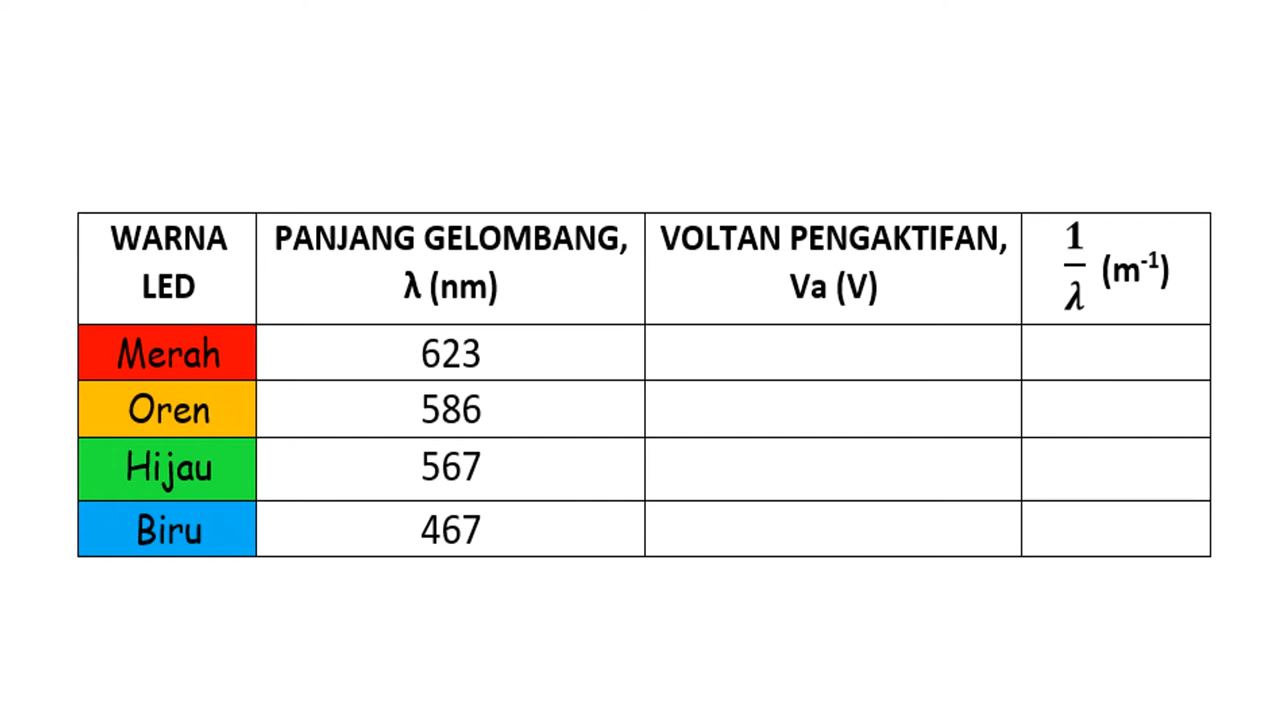 WARNA
LED
PANJANG GELOMBANG,
λ (nm)
VOLTAN PENGAKTIFAN,
Va (V)
1
λ (m⁻¹)
Merah
623
Oren
586
Hijau
567
Biru
467